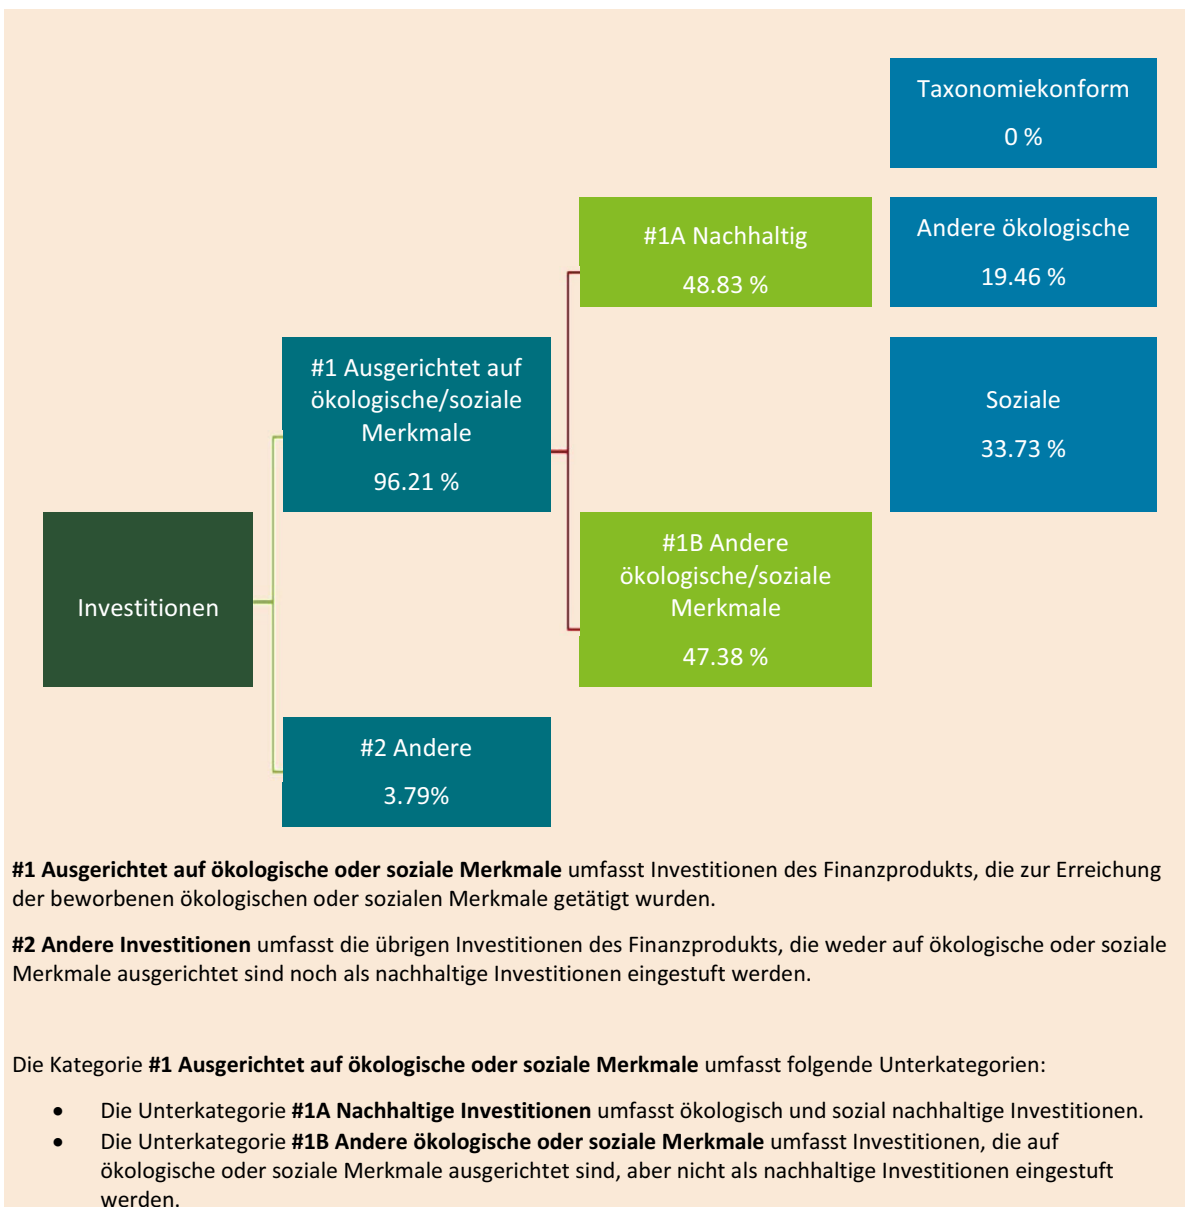 Taxonomiekonform
0 %
#1A Nachhaltig
48.83 %
Andere ökologische
19.46 %
#1 Ausgerichtet auf
ökologische/soziale
Merkmale
96.21 %
Soziale
33.73 %
Investitionen
#1B Andere
ökologische/soziale
Merkmale
47.38 %
#2 Andere
3.79%
#1 Ausgerichtet auf ökologische oder soziale Merkmale umfasst Investitionen des Finanzprodukts, die zur Erreichung
der beworbenen ökologischen oder sozialen Merkmale getätigt wurden.
#2 Andere Investitionen umfasst die übrigen Investitionen des Finanzprodukts, die weder auf ökologische oder soziale
Merkmale ausgerichtet sind noch als nachhaltige Investitionen eingestuft werden.
Die Kategorie #1 Ausgerichtet auf ökologische oder soziale Merkmale umfasst folgende Unterkategorien:
• Die Unterkategorie #1A Nachhaltige Investitionen umfasst ökologisch und sozial nachhaltige Investitionen.
• Die Unterkategorie #1B Andere ökologische oder soziale Merkmale umfasst Investitionen, die auf
ökologische oder soziale Merkmale ausgerichtet sind, aber nicht als nachhaltige Investitionen eingestuft
werden.